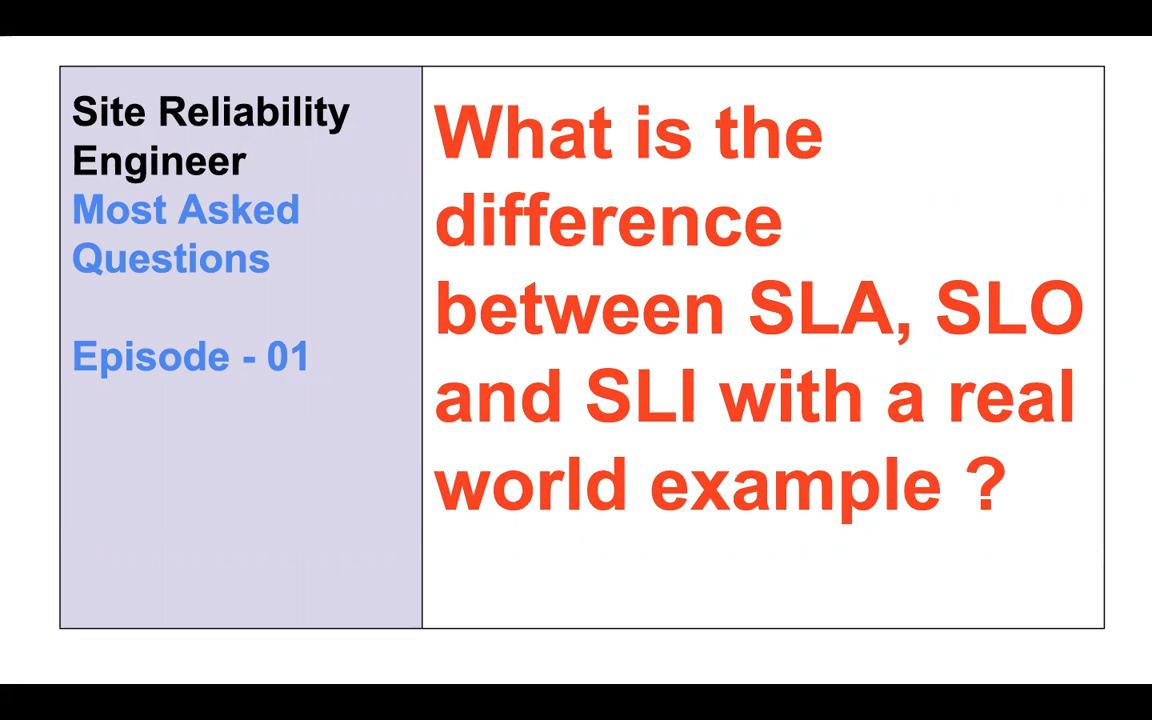 Site Reliability
Engineer
Most Asked
Questions
Episode - 01
What is the
difference
between SLA, SLO
and SLI with a real
world example ?